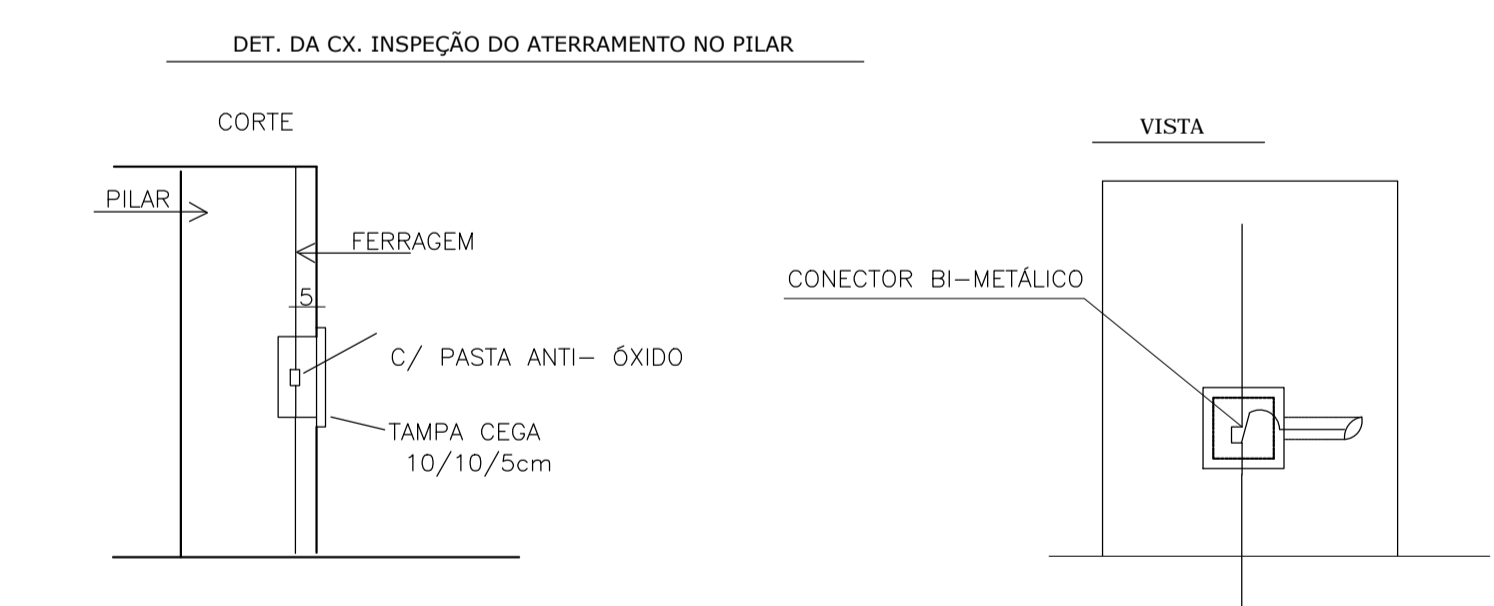 DET. DA CX. INSPEÇÃO DO ATERRAMENTO NO PILAR
CORTE
PILAR
FERRAGEM
5
C/ PASTA ANTI- ÓXIDO
TAMPA CEGA
10/10/5cm
VISTA
CONECTOR BI-METÁLICO